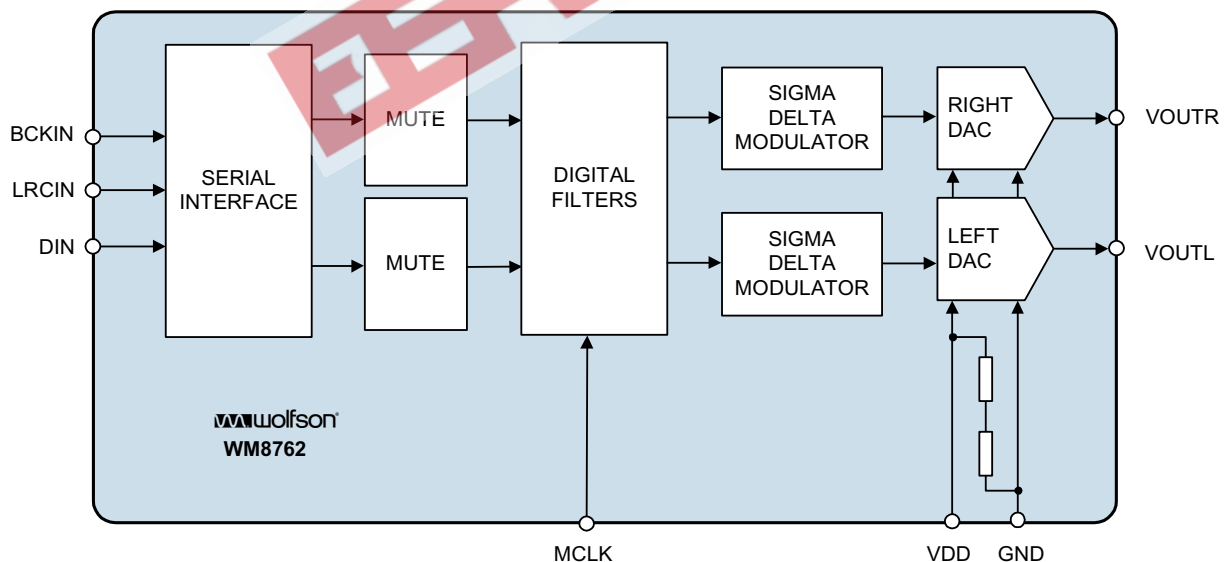 BCKIN
LRCIN
DIN
SERIAL
INTERFACE
MUTE
MUTE
DIGITAL
FILTERS
SIGMA
DELTA
MODULATOR
SIGMA
DELTA
MODULATOR
RIGHT
DAC
LEFT
DAC
VOUTR
VOUTL
wolfson®
WM8762
MCLK
VDD
GND